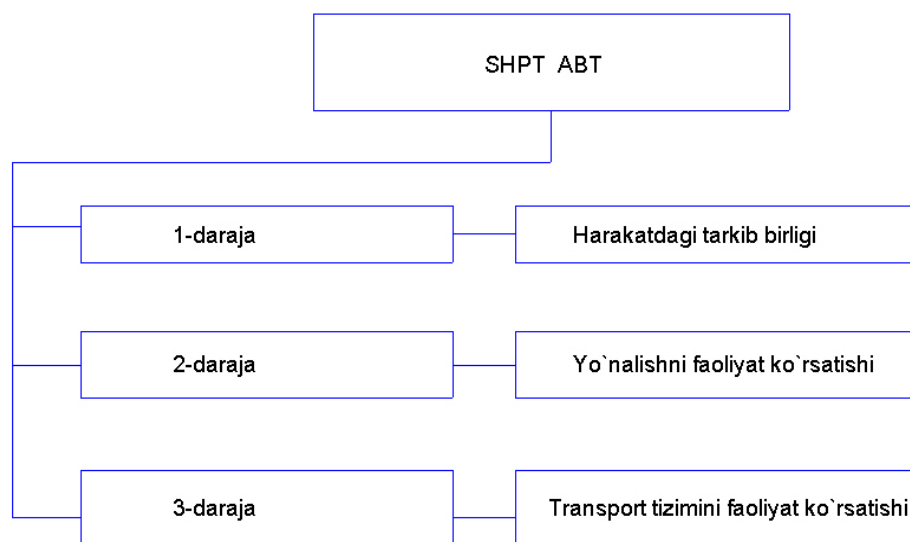 SHPT ABT
1-daraja
Harakatdagi tarkib birligi
2-daraja
Yo`nalishni faoliyat ko`rsatishi
3-daraja
Transport tizimini faoliyat ko`rsatishi